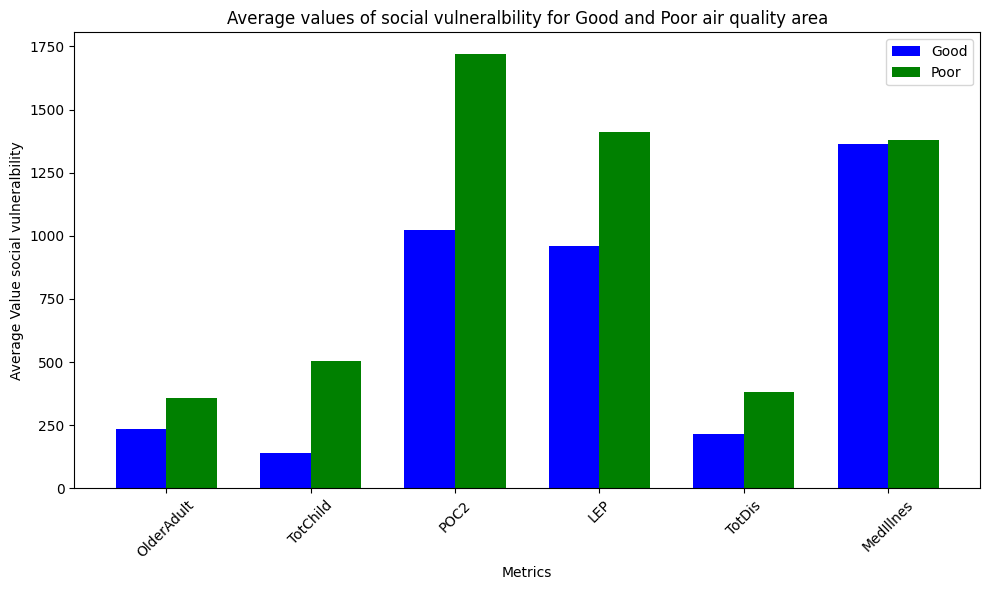 Average values of social vulneralbility for Good and Poor air quality area
Good
Poor
Average Value social vulneralbility
1750
1500
1250
1000
750
500
250
0
OlderAdult
TotChild
POC2
LEP
TotDis
MedIllnes
Metrics